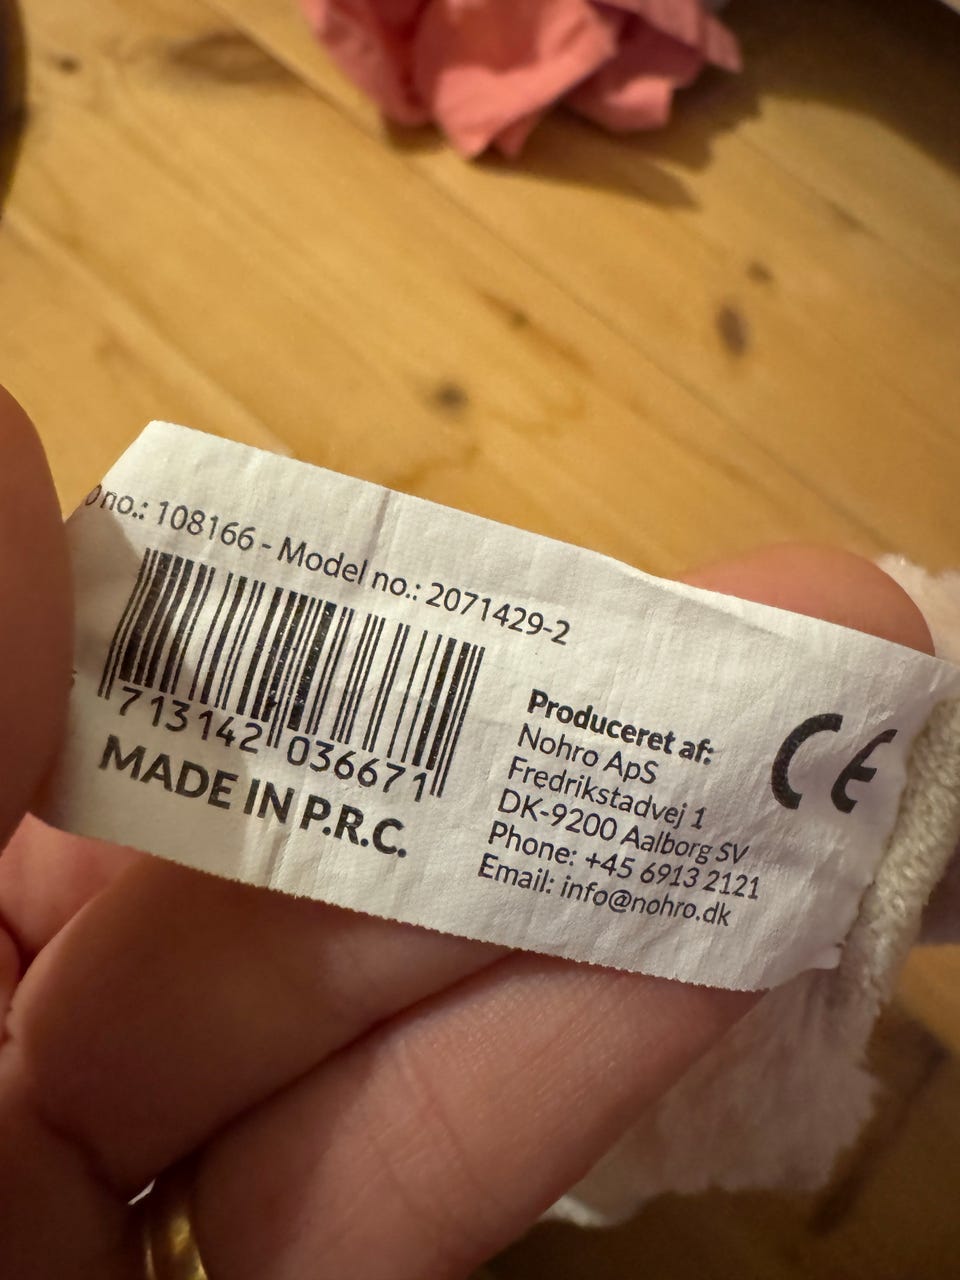 no.: 108166 - Model no.: 2071429-2
713142 036671
MADE IN P.R.C.
Produceret af:
Nohro ApS
Fredrikstadvej 1
DK-9200 Aalborg SV
Phone: +45 6913 2121
Email: info@nohro.dk
CE